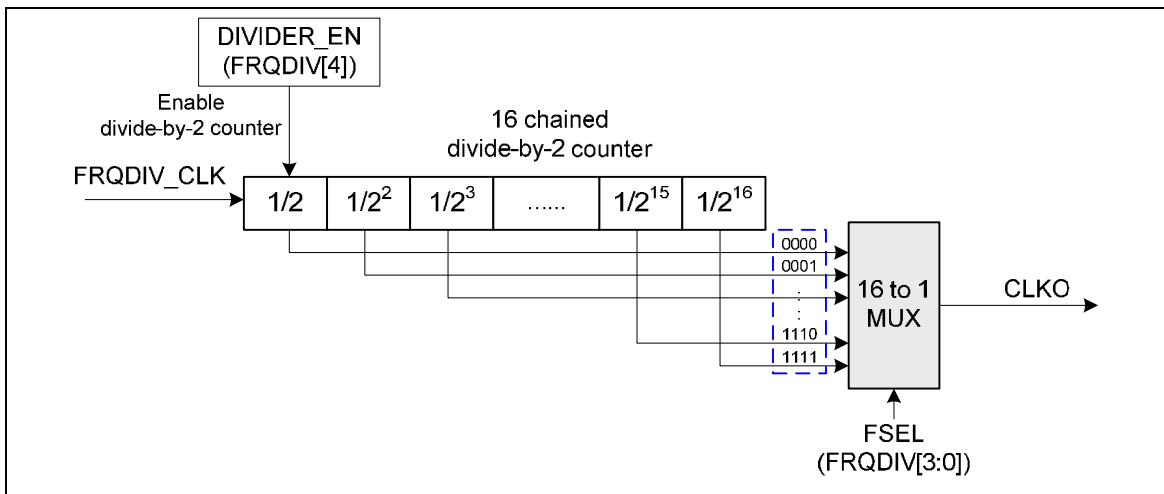 DIVIDER_EN
(FRQDIV[4])
Enable
divide-by-2 counter
16 chained
divide-by-2 counter
FRQDIV_CLK
1/2 1/2² 1/2³ ...... 1/2¹⁵ 1/2¹⁶
0000
0001
:
:
1110
1111
16 to 1
MUX
CLKO
FSEL
(FRQDIV[3:0])